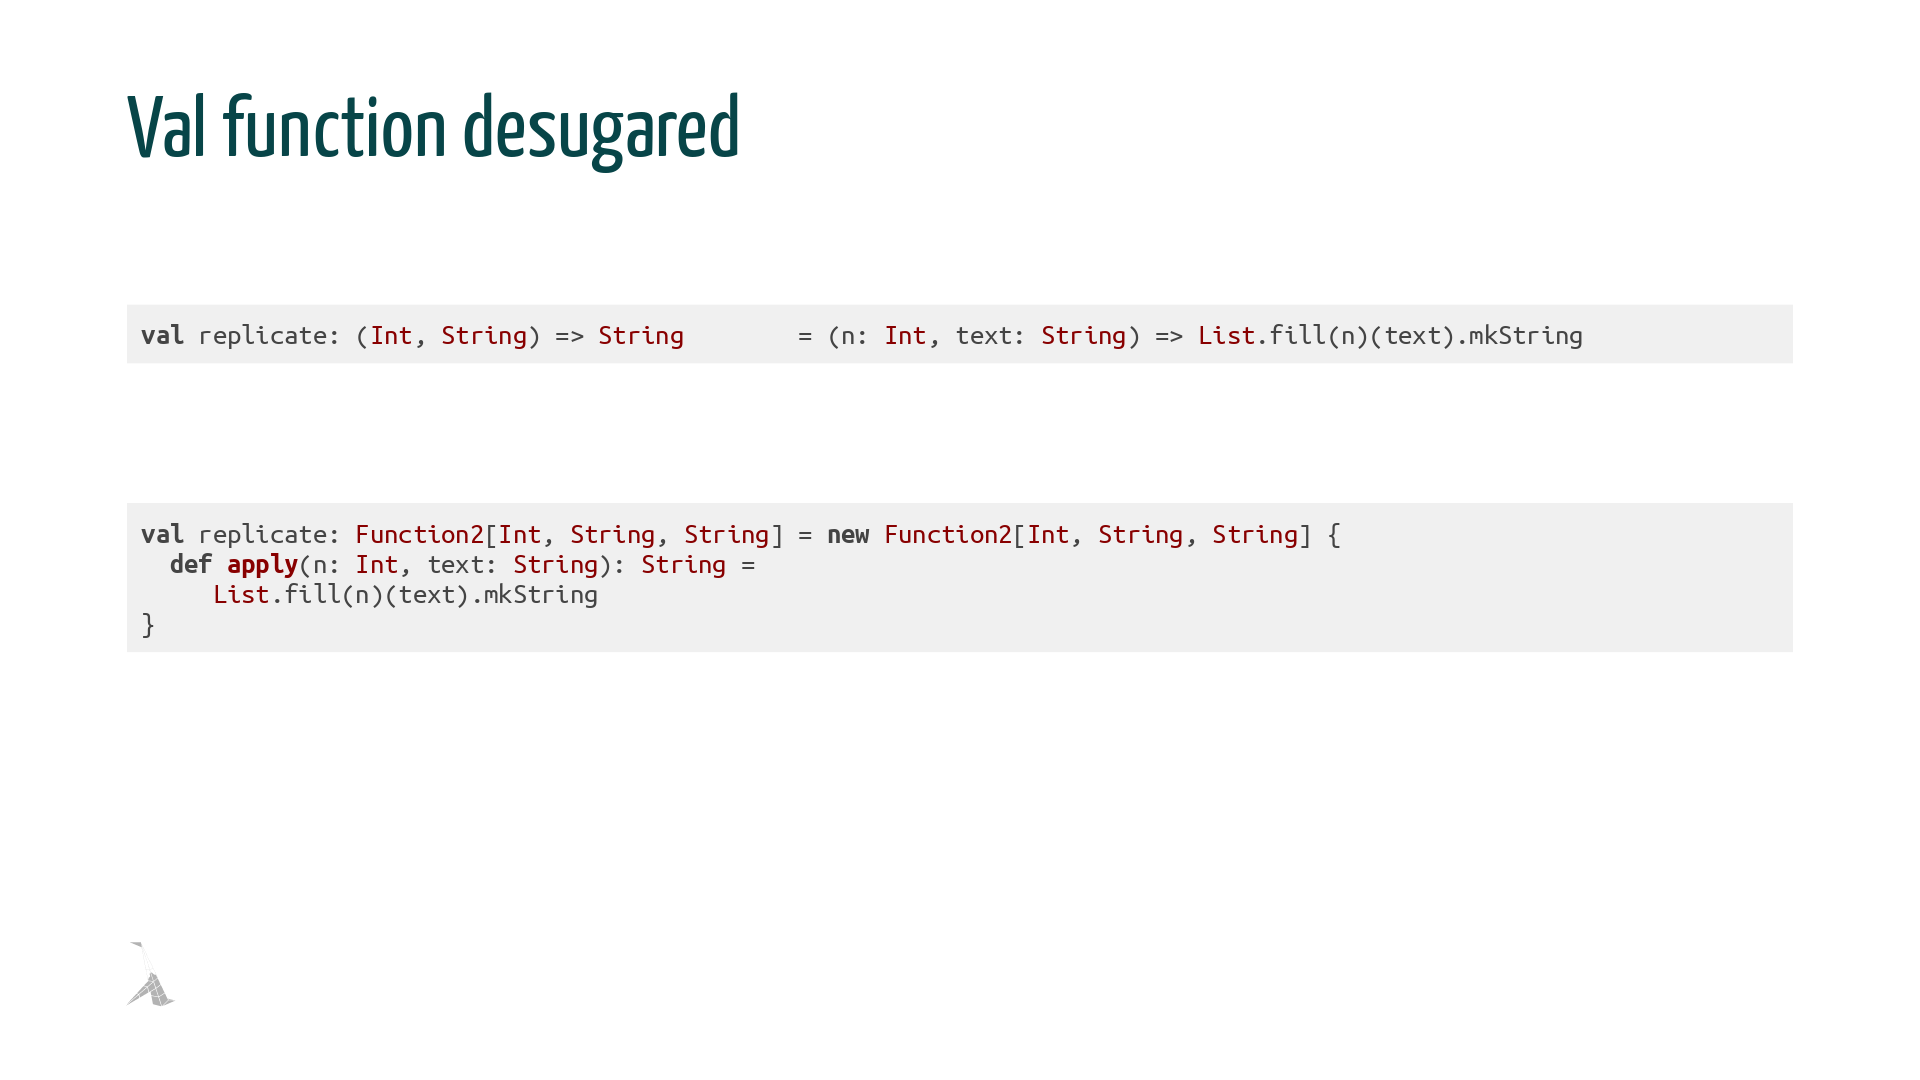 Val function desugared
val replicate: (Int, String) => String        = (n: Int, text: String) => List.fill(n)(text).mkString
val replicate: Function2[Int, String, String] = new Function2[Int, String, String] {
  def apply(n: Int, text: String): String =
     List.fill(n)(text).mkString
}